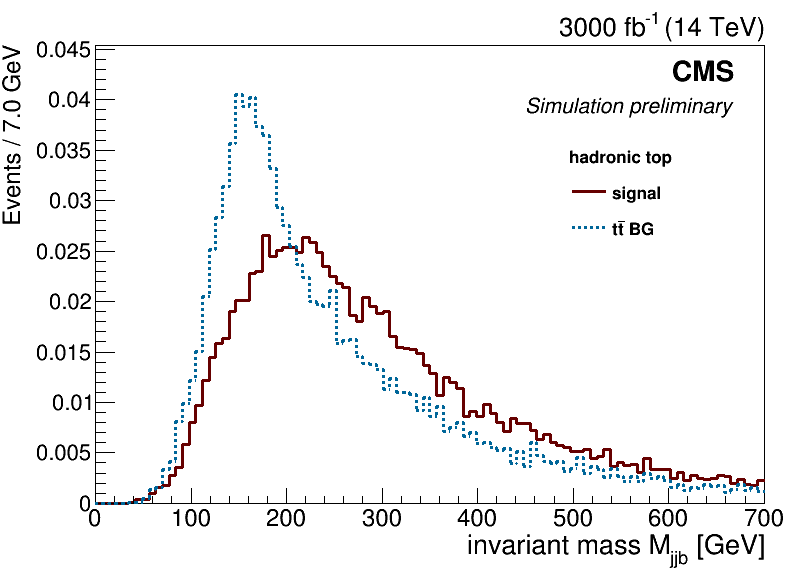 3000 fb⁻¹ (14 TeV)
Events / 7.0 GeV
CMS
Simulation preliminary
hadronic top
signal
tt̄ BG
0.045
0.04
0.035
0.03
0.025
0.02
0.015
0.01
0.005
0
0 100 200 300 400 500 600 700
invariant mass M_jjb [GeV]